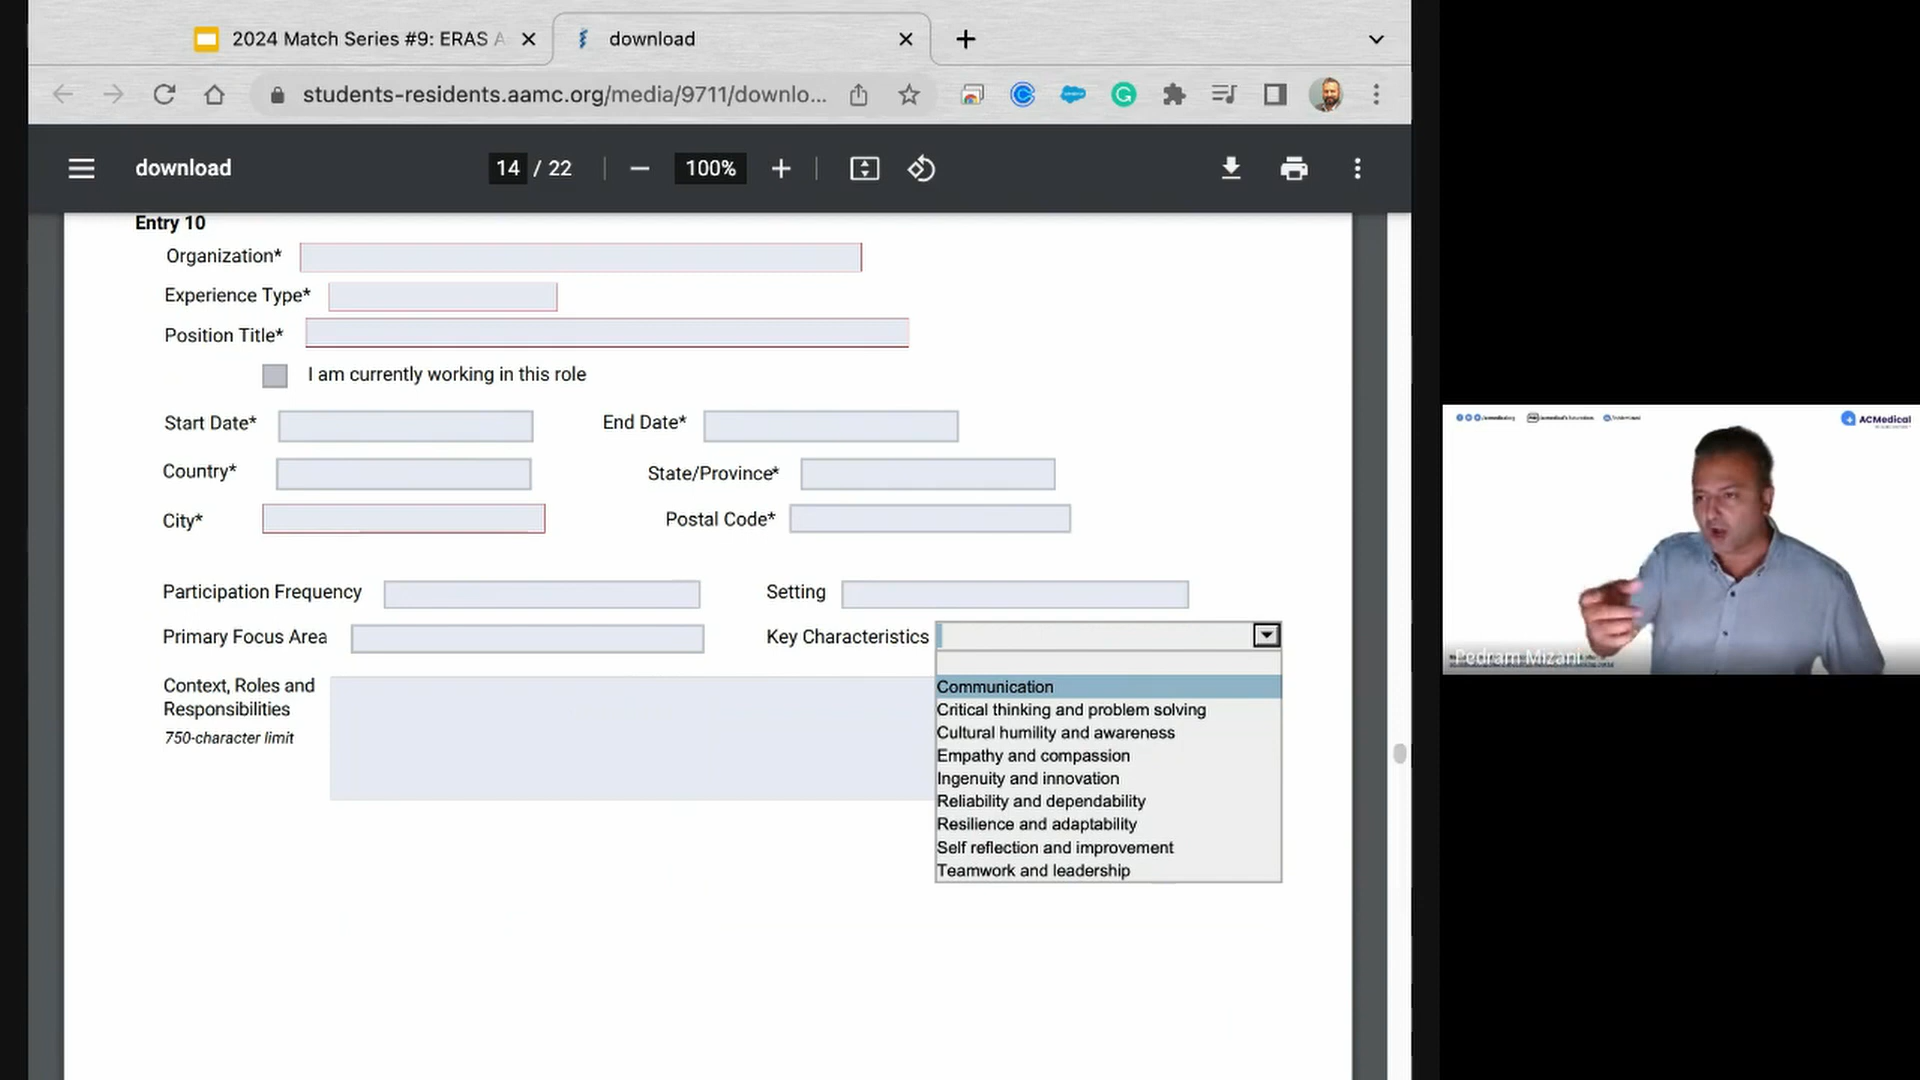 2024 Match Series #9: ERAS A
download
students-residents.aamc.org/media/9711/downlo...
download
14 / 22
100%
Entry 10
Organization*
Experience Type*
Position Title*
I am currently working in this role
Start Date*
End Date*
Country*
State/Province*
City*
Postal Code*
Participation Frequency
Setting
Primary Focus Area
Key Characteristics
Context, Roles and
Responsibilities
750-character limit
Communication
Critical thinking and problem solving
Cultural humility and awareness
Empathy and compassion
Ingenuity and innovation
Reliability and dependability
Resilience and adaptability
Self reflection and improvement
Teamwork and leadership
ACMedical
Pedram Mizani